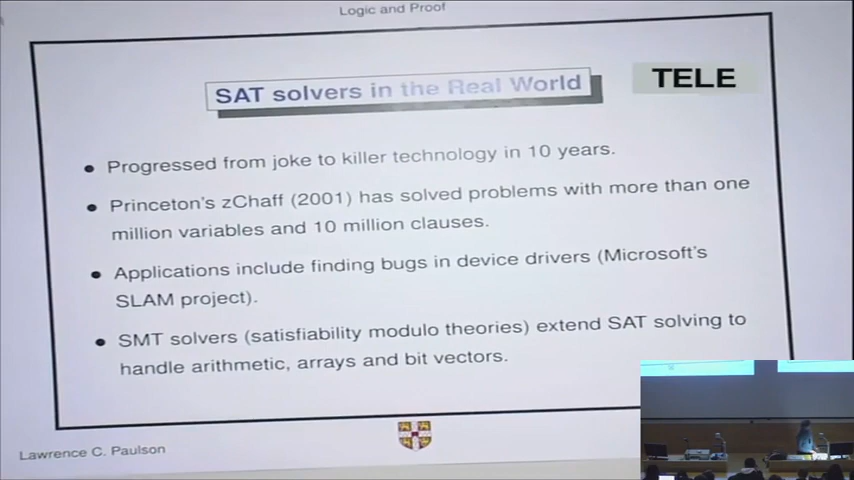 Logic and Proof
SAT solvers in the Real World
TELE
Progressed from joke to killer technology in 10 years.
Princeton's zChaff (2001) has solved problems with more than one
million variables and 10 million clauses.
Applications include finding bugs in device drivers (Microsoft's
SLAM project).
SMT solvers (satisfiability modulo theories) extend SAT solving to
handle arithmetic, arrays and bit vectors.
Lawrence C. Paulson